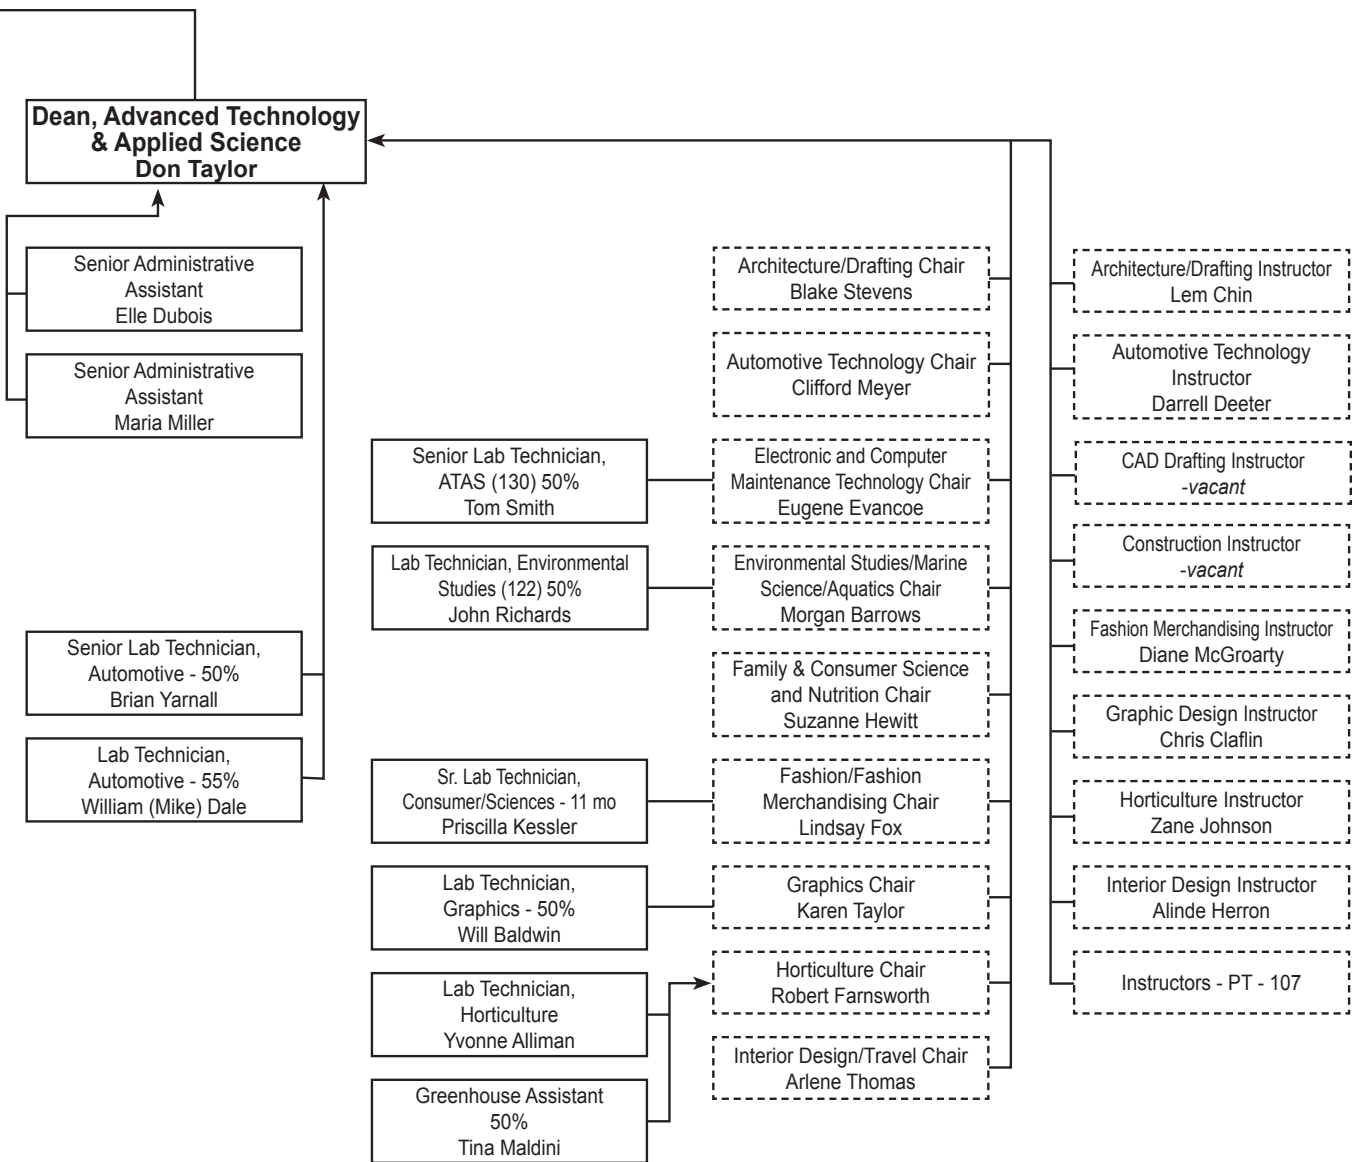 Dean, Advanced Technology
& Applied Science
Don Taylor
Senior Administrative
Assistant
Elle Dubois
Senior Administrative
Assistant
Maria Miller
Senior Lab Technician,
Automotive - 50%
Brian Yarnall
Lab Technician,
Automotive - 55%
William (Mike) Dale
Senior Lab Technician,
ATAS (130) 50%
Tom Smith
Lab Technician, Environmental
Studies (122) 50%
John Richards
Sr. Lab Technician,
Consumer/Sciences - 11 mo
Priscilla Kessler
Lab Technician,
Graphics - 50%
Will Baldwin
Lab Technician,
Horticulture
Yvonne Alliman
Greenhouse Assistant
50%
Tina Maldini
Architecture/Drafting Chair
Blake Stevens
Automotive Technology Chair
Clifford Meyer
Electronic and Computer
Maintenance Technology Chair
Eugene Evancoe
Environmental Studies/Marine
Science/Aquatics Chair
Morgan Barrows
Family & Consumer Science
and Nutrition Chair
Suzanne Hewitt
Fashion/Fashion
Merchandising Chair
Lindsay Fox
Graphics Chair
Karen Taylor
Horticulture Chair
Robert Farnsworth
Interior Design/Travel Chair
Arlene Thomas
Architecture/Drafting Instructor
Lem Chin
Automotive Technology
Instructor
Darrell Deeter
CAD Drafting Instructor
-vacant
Construction Instructor
-vacant
Fashion Merchandising Instructor
Diane McGroarty
Graphic Design Instructor
Chris Claflin
Horticulture Instructor
Zane Johnson
Interior Design Instructor
Alinde Herron
Instructors - PT - 107